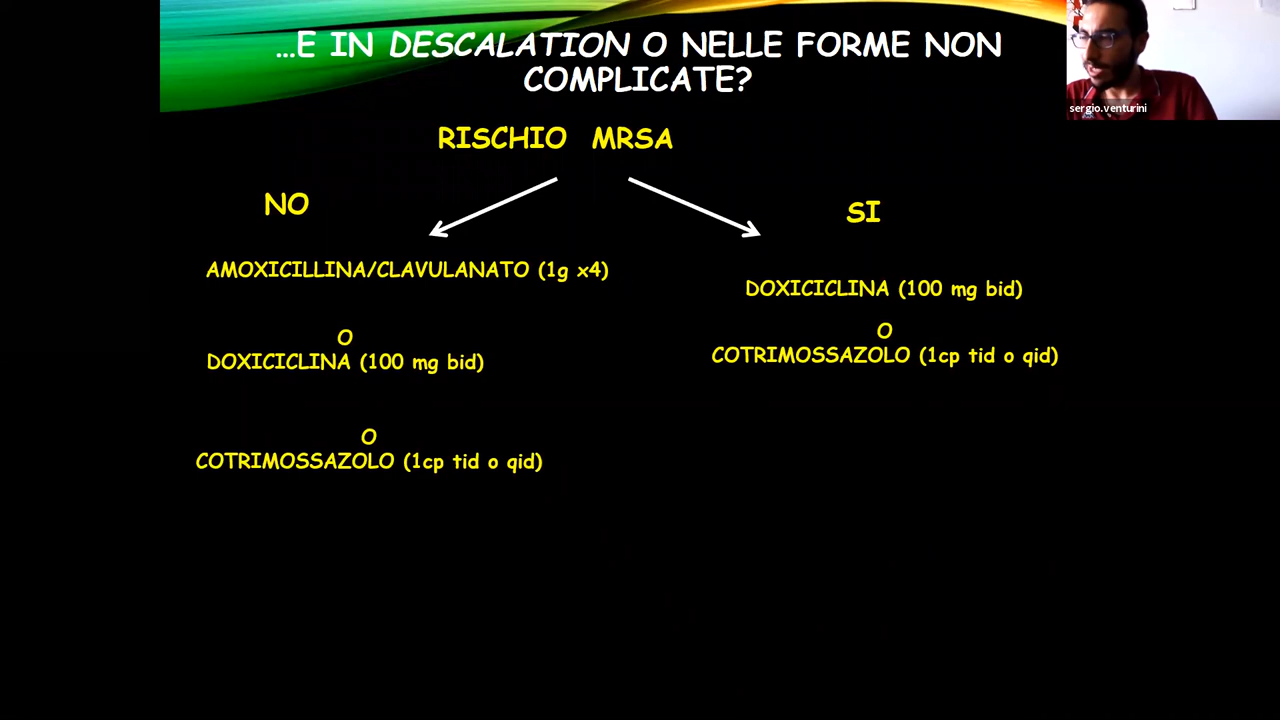 …E IN DESCALATION O NELLE FORME NON
COMPLICATE?
sergio.venturini
RISCHIO MRSA
NO
SI
AMOXICILLINA/CLAVULANATO (1g x4)
O
DOXICICLINA (100 mg bid)
O
COTRIMOSSAZOLO (1cp tid o qid)
DOXICICLINA (100 mg bid)
O
COTRIMOSSAZOLO (1cp tid o qid)